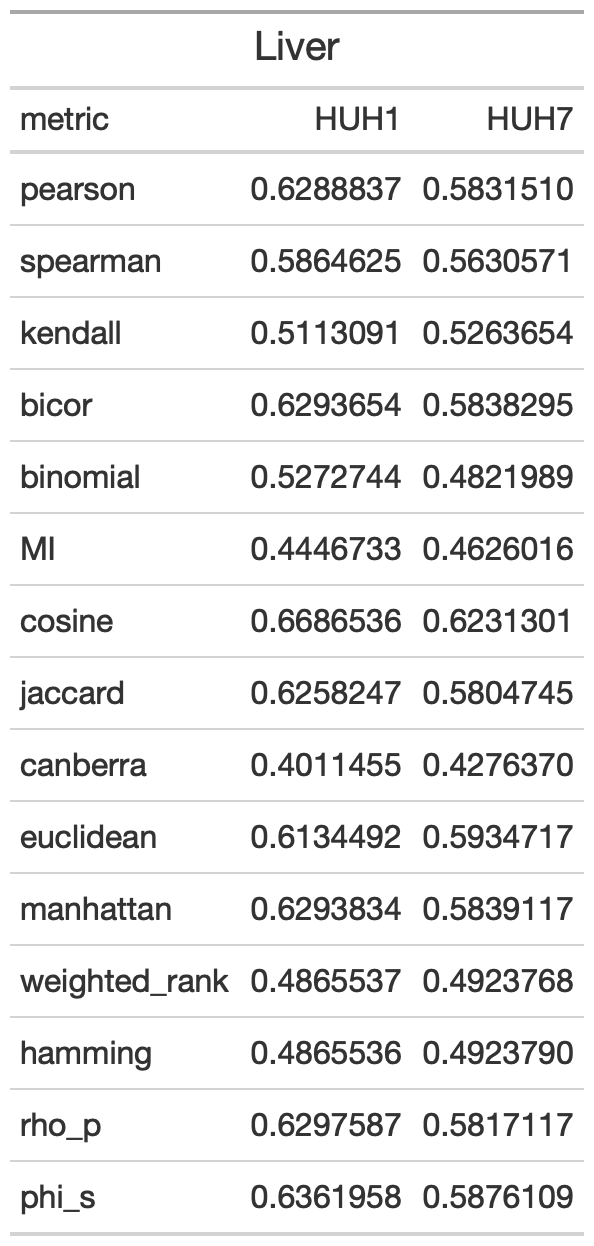 Liver
metric HUH1 HUH7
pearson 0.6288837 0.5831510
spearman 0.5864625 0.5630571
kendall 0.5113091 0.5263654
bicor 0.6293654 0.5838295
binomial 0.5272744 0.4821989
MI 0.4446733 0.4626016
cosine 0.6686536 0.6231301
jaccard 0.6258247 0.5804745
canberra 0.4011455 0.4276370
euclidean 0.6134492 0.5934717
manhattan 0.6293834 0.5839117
weighted_rank 0.4865537 0.4923768
hamming 0.4865536 0.4923790
rho_p 0.6297587 0.5817117
phi_s 0.6361958 0.5876109